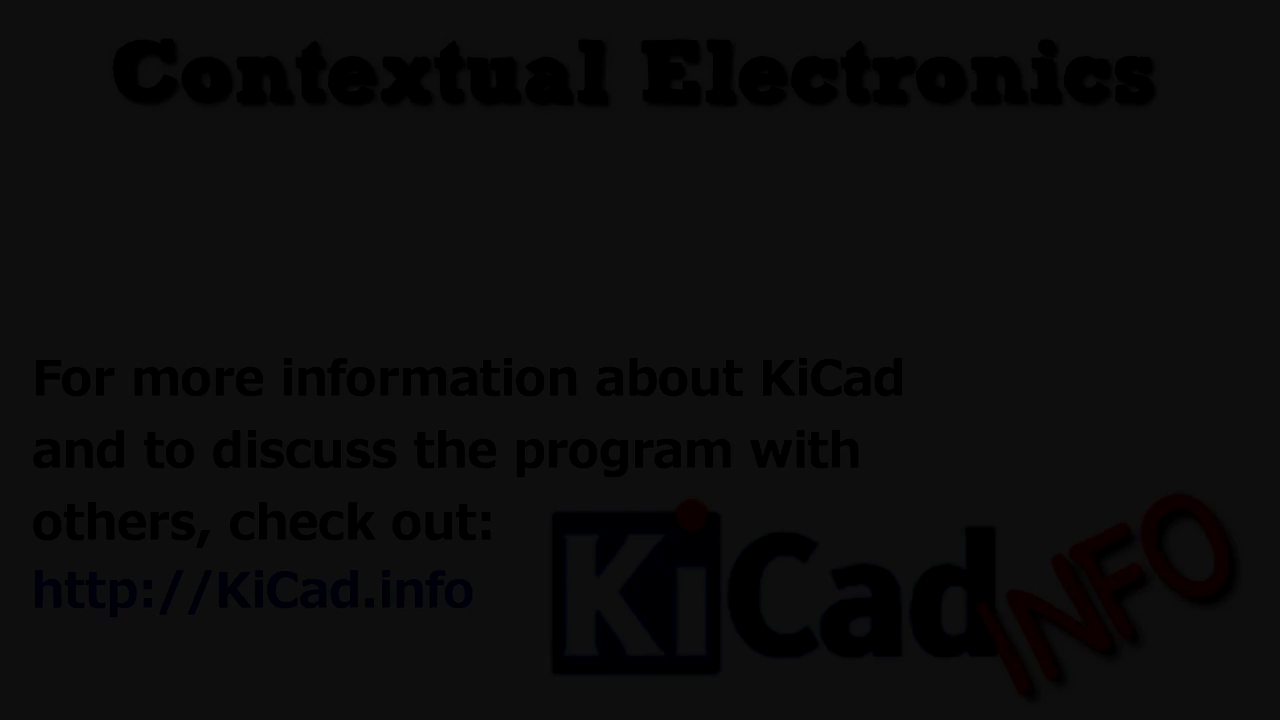 Contextual Electronics
For more information about KiCad
and to discuss the program with
others, check out:
http://KiCad.info
KiCad INFO